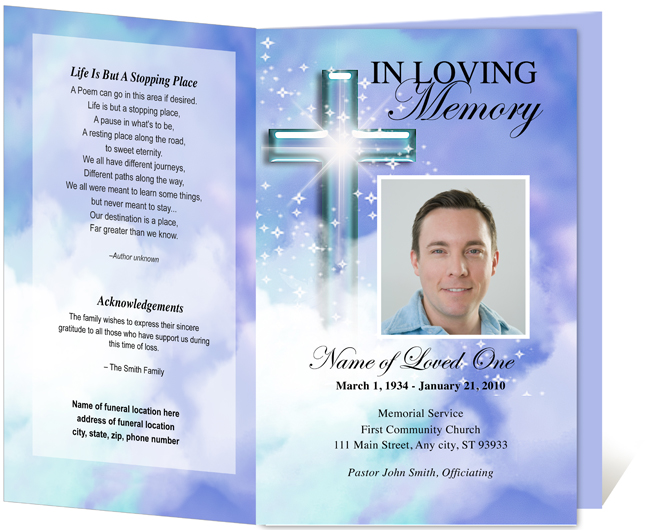 Life Is But A Stopping Place
A Poem can go in this area if desired.
Life is but a stopping place,
A pause in what's to be,
A resting place along the road,
to sweet eternity.
We all have different journeys,
Different paths along the way,
We all were meant to learn some things,
but never meant to stay...
Our destination is a place,
Far greater than we know.
–Author unknown
Acknowledgements
The family wishes to express their sincere
gratitude to all those who have support us during
this time of loss.
– The Smith Family
Name of funeral location here
address of funeral location
city, state, zip, phone number
IN LOVING
Memory
Name of Loved One
March 1, 1934 - January 21, 2010
Memorial Service
First Community Church
111 Main Street, Any city, ST 93933
Pastor John Smith, Officiating